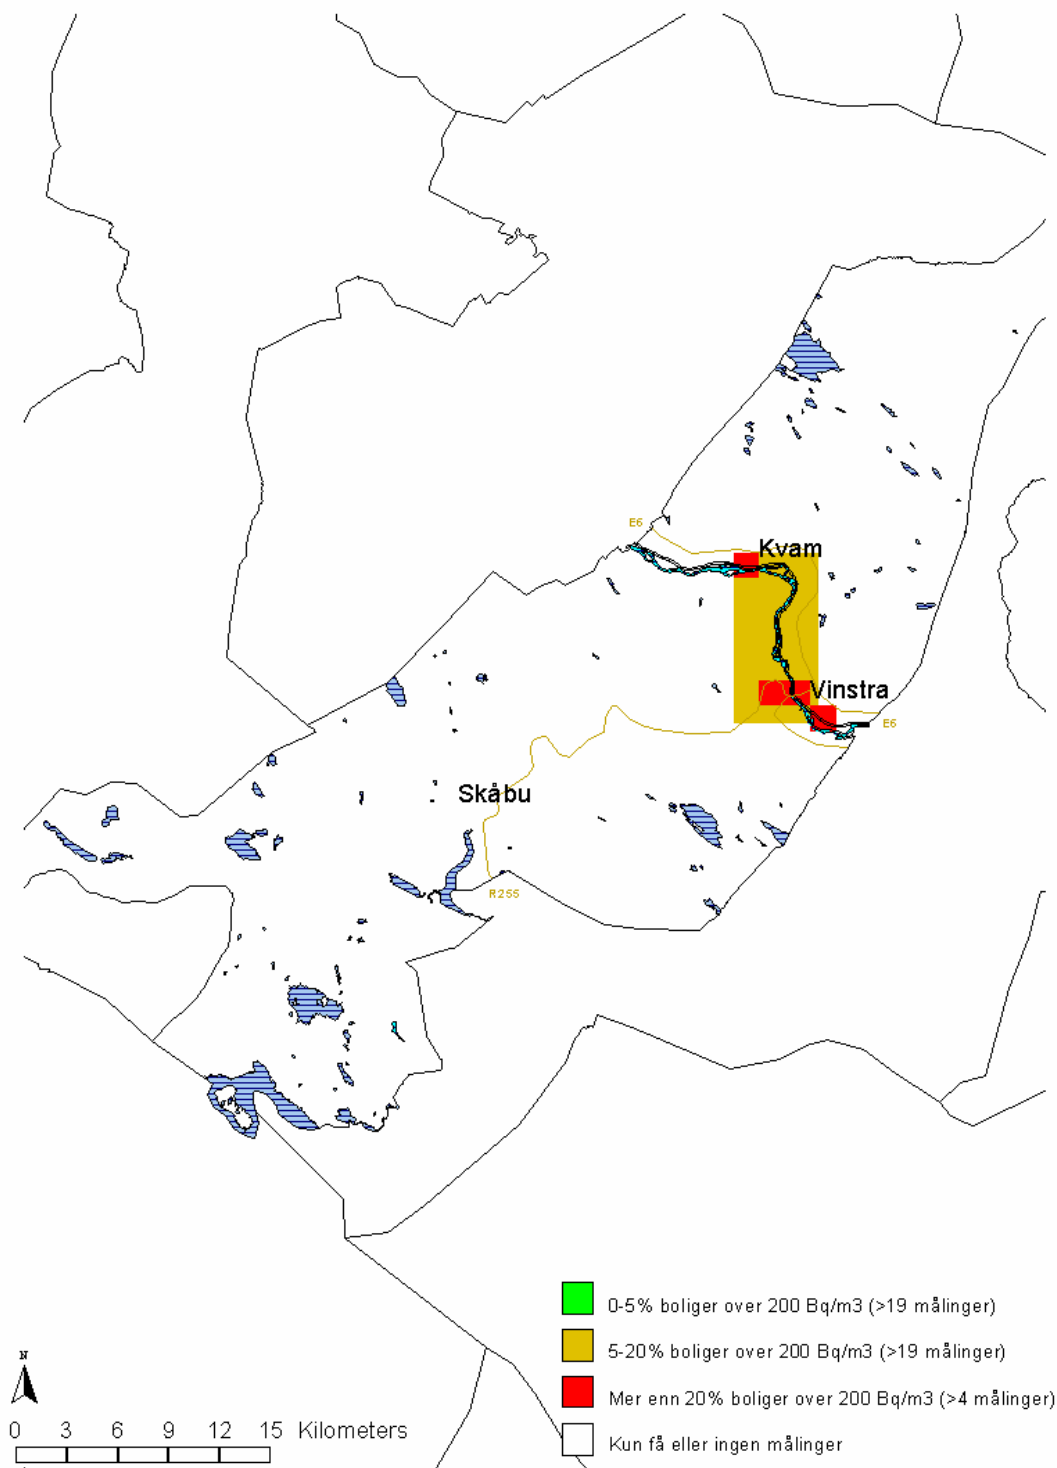 E6
Kvam
Vinstra
E6
Skåbu
R255
0-5% boliger over 200 Bq/m3 (>19 målinger)
5-20% boliger over 200 Bq/m3 (>19 målinger)
Mer enn 20% boliger over 200 Bq/m3 (>4 målinger)
Kun få eller ingen målinger
N
0 3 6 9 12 15 Kilometers